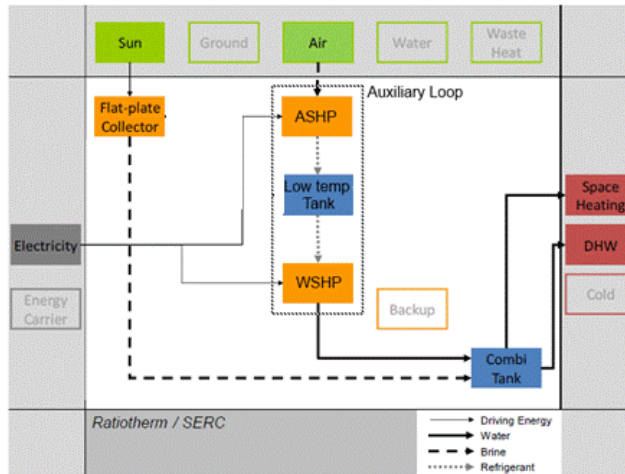 Sun
Ground
Air
Water
Waste
Heat
Auxiliary Loop
Flat-plate
Collector
ASHP
Low temp
Tank
Space
Heating
Electricity
DHW
WSHP
Energy
Carrier
Backup
Cold
Combi
Tank
Ratiotherm / SERC
Driving Energy
Water
Brine
Refrigerant